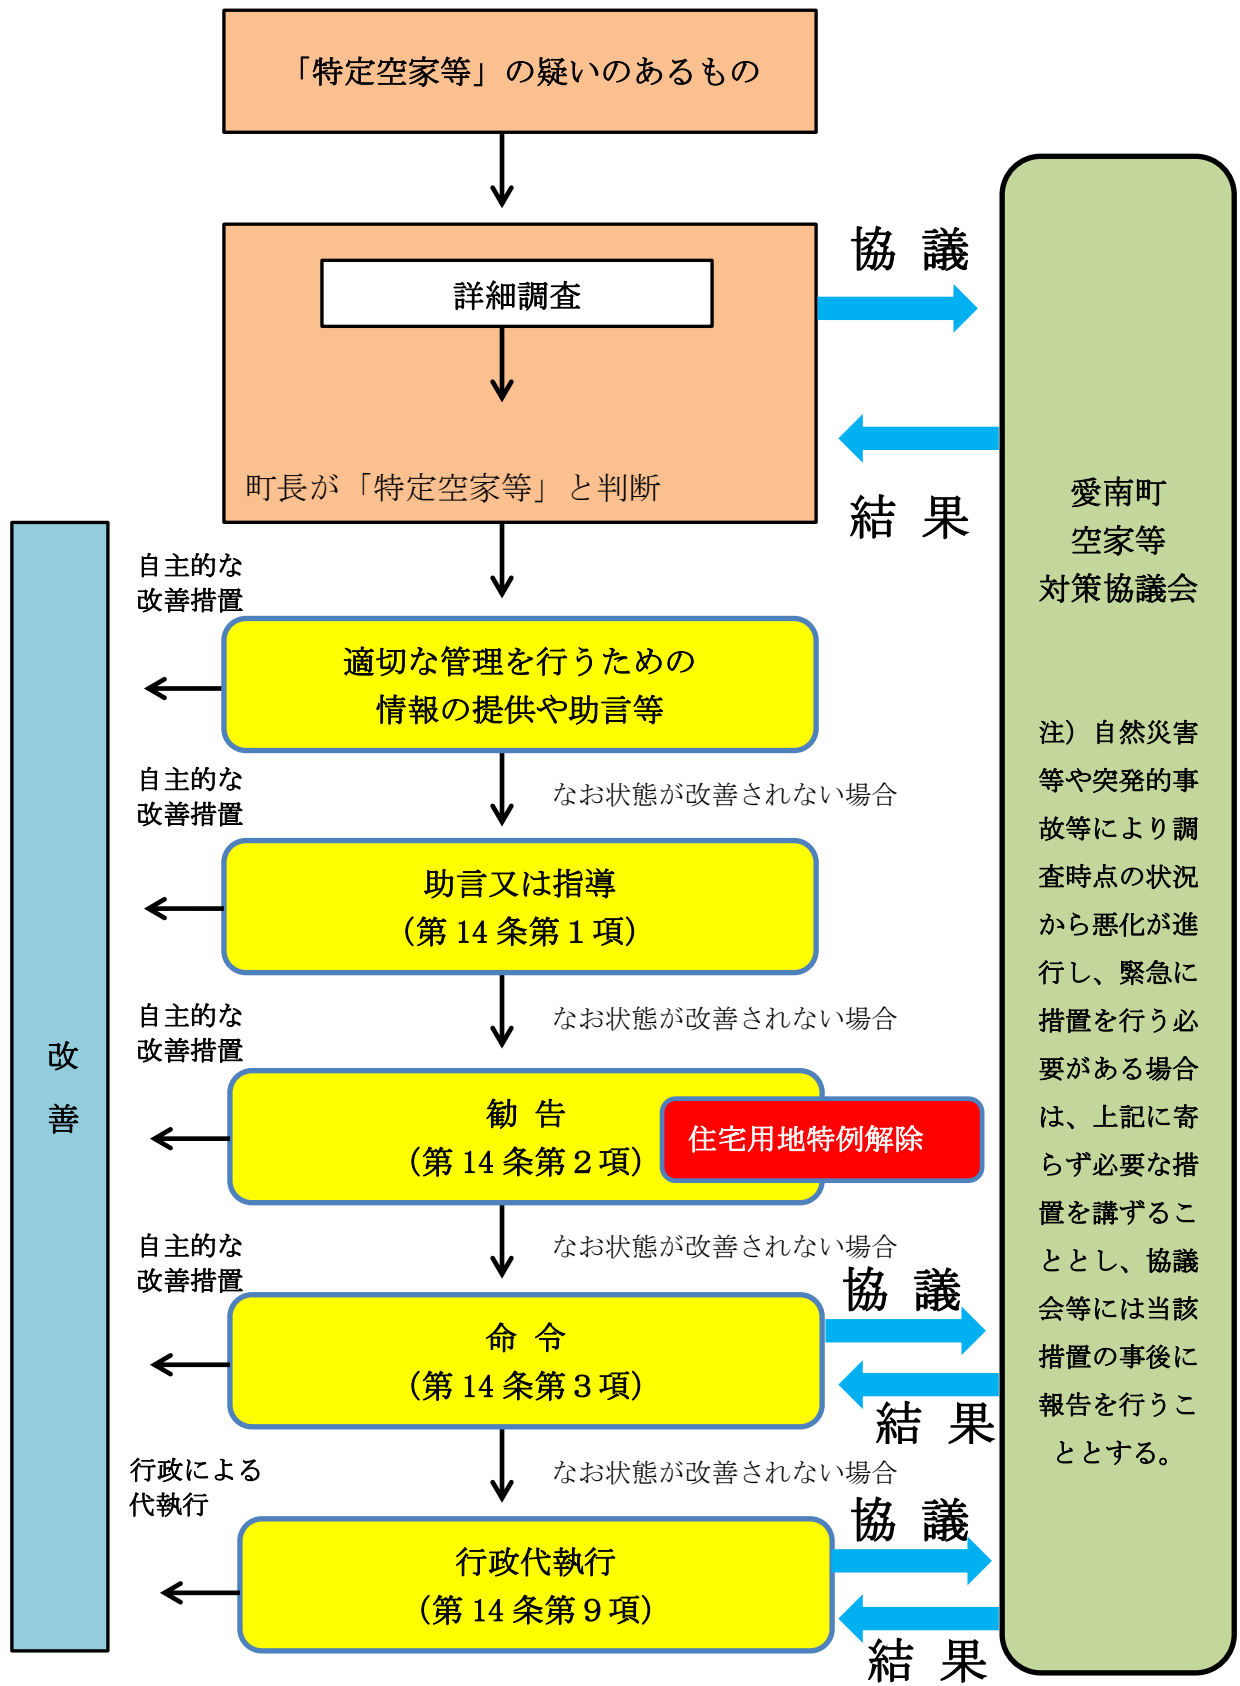 「特定空家等」の疑いのあるもの
詳細調査
町長が「特定空家等」と判断
協 議
結 果
自主的な
改善措置
適切な管理を行うための
情報の提供や助言等
自主的な
改善措置
なお状態が改善されない場合
助言又は指導
(第 14 条第１項)
自主的な
改善措置
なお状態が改善されない場合
勧 告
(第 14 条第２項)
住宅用地特例解除
自主的な
改善措置
なお状態が改善されない場合
協 議
命 令
(第 14 条第３項)
結 果
行政による
代執行
なお状態が改善されない場合
協 議
行政代執行
(第 14 条第９項)
結 果
改
善
愛南町
空家等
対策協議会
注）自然災害
等や突発的事
故等により調
査時点の状況
から悪化が進
行し、緊急に
措置を行う必
要がある場合
は、上記に寄
らず必要な措
置を講ずるこ
ととし、協議
会等には当該
措置の事後に
報告を行うこ
ととする。